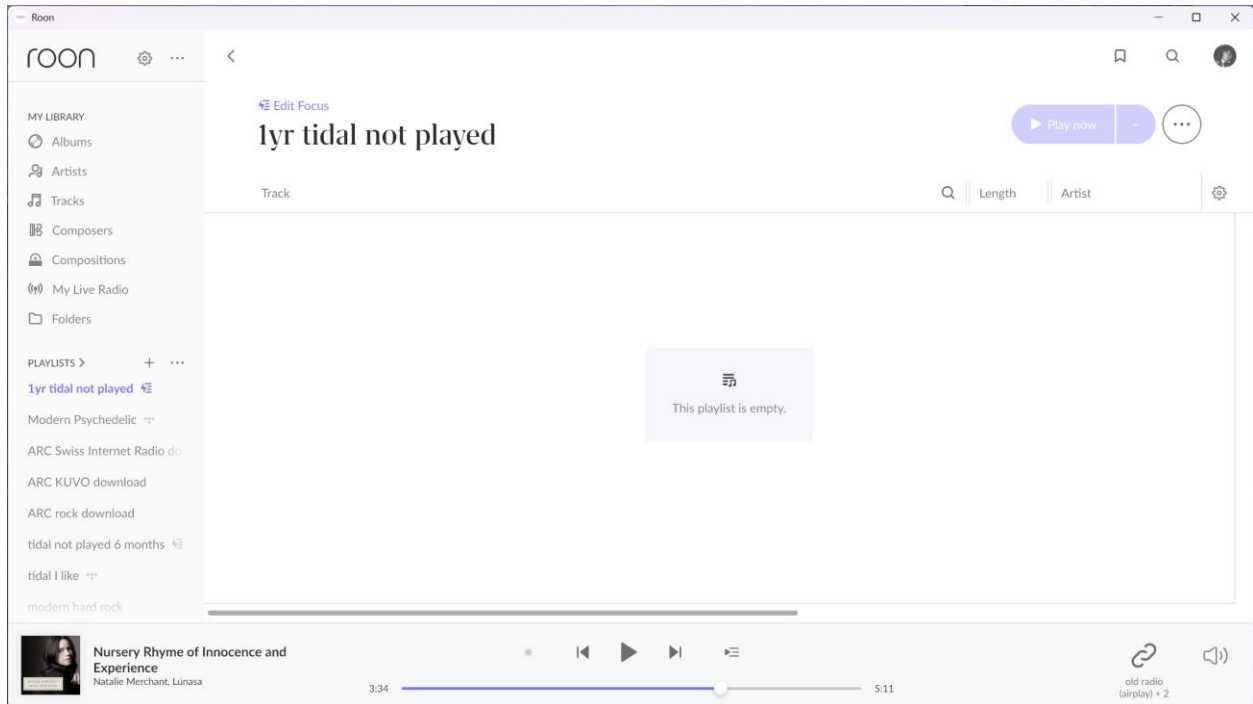 Roon
roon
Edit Focus
1yr tidal not played
Play now
MY LIBRARY
Albums
Artists
Tracks
Composers
Compositions
My Live Radio
Folders
Track
Length
Artist
PLAYLISTS
1yr tidal not played
Modern Psychedelic
ARC Swiss Internet Radio do
ARC KUVO download
ARC rock download
tidal not played 6 months
tidal I like
modern hard rock
This playlist is empty.
Nursery Rhyme of Innocence and
Experience
Natalie Merchant, Lúnasa
3:34
5:11
old radio
(airplay) + 2